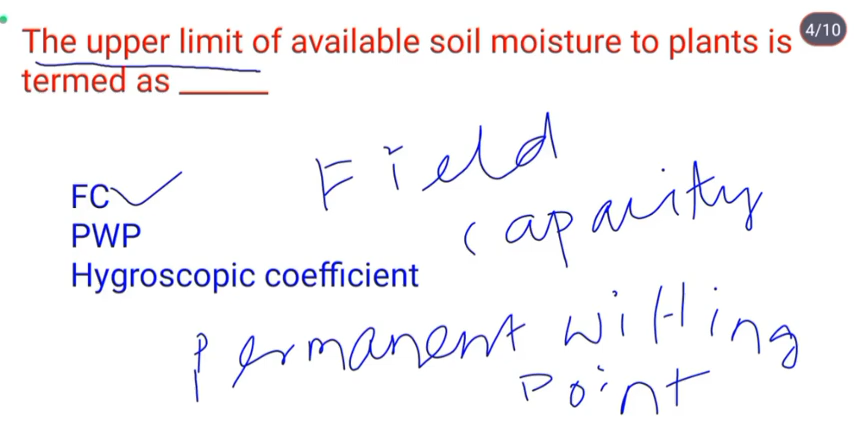 The upper limit of available soil moisture to plants is
4/10
termed as ______
Field
FC
capacity
PWP
Hygroscopic coefficient
Permanent wilting
point